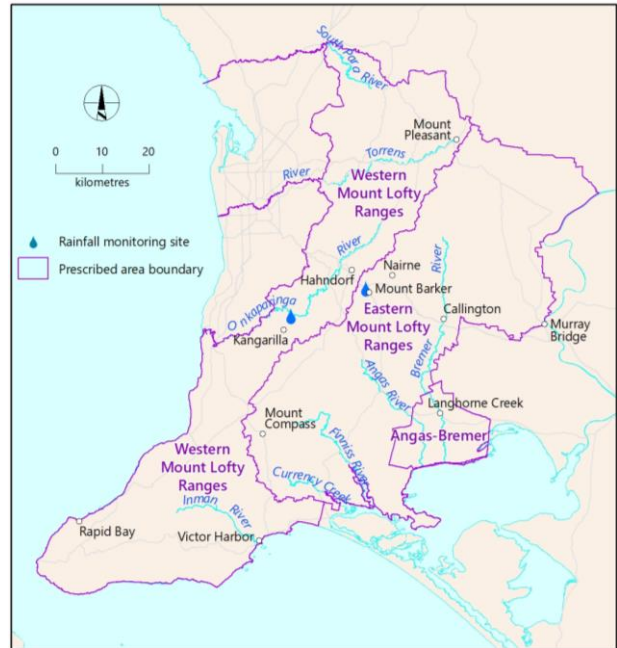 South Para River
Mount
Pleasant
0 10 20
kilometres
Torrens
River
Western
Mount Lofty
Ranges
Rainfall monitoring site
Prescribed area boundary
River
Nairne
River
Hahndorf
Mount Barker
Onkaparinga
Eastern
Mount Lofty
Ranges
Callington
Kangarilla
Murray
Bridge
Bremer
Angas River
Langhorne Creek
Mount
Compass
Angas-Bremer
Finniss River
Western
Mount Lofty
Ranges
Currency Creek
Inman
River
Rapid Bay
Victor Harbor